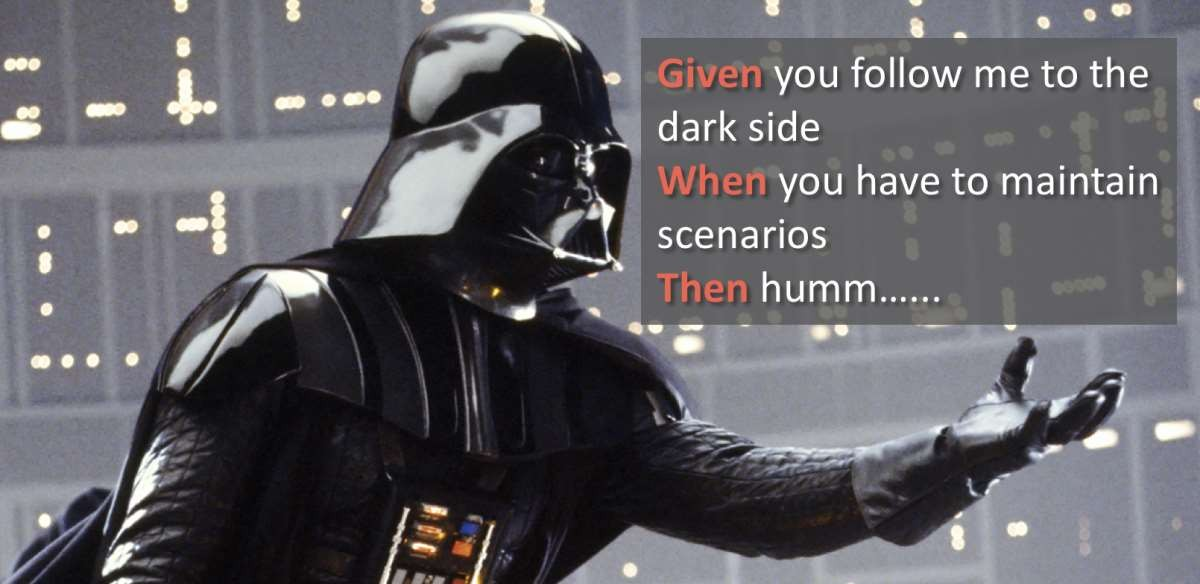 Given you follow me to the
dark side
When you have to maintain
scenarios
Then humm......